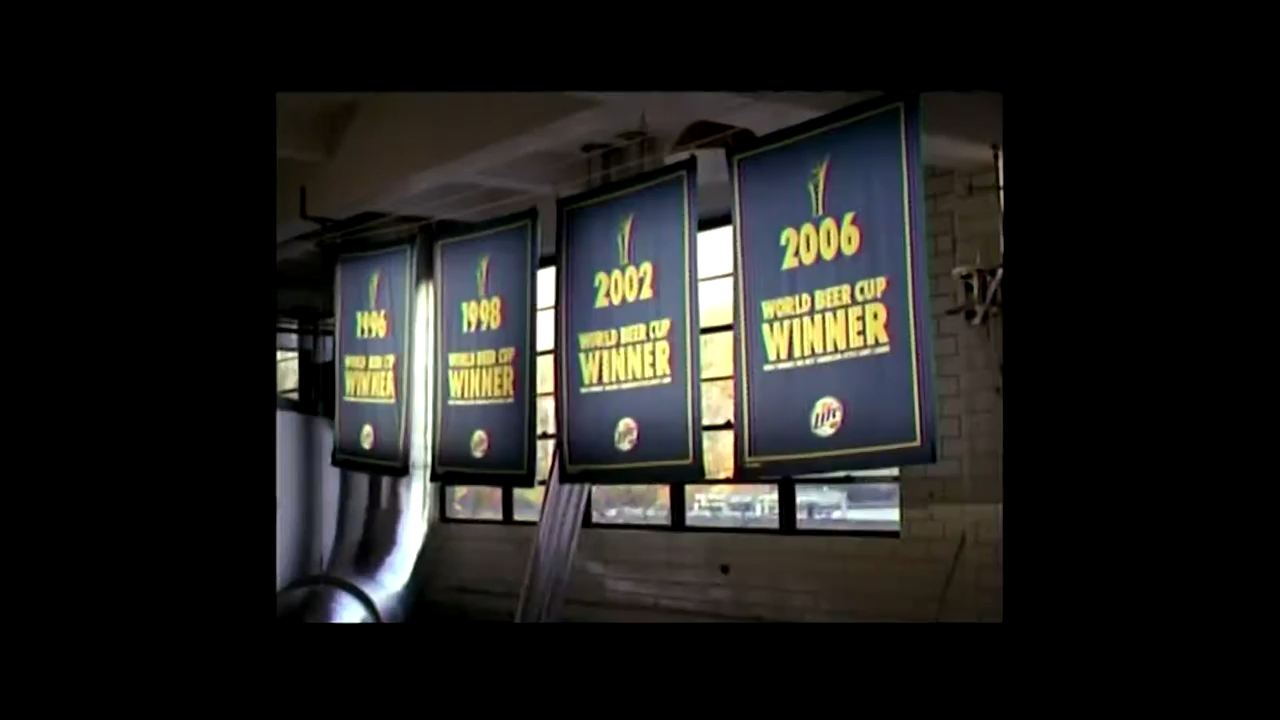 1996
WORLD BEER CUP
WINNER
1998
WORLD BEER CUP
WINNER
2002
WORLD BEER CUP
WINNER
2006
WORLD BEER CUP
WINNER
Lite